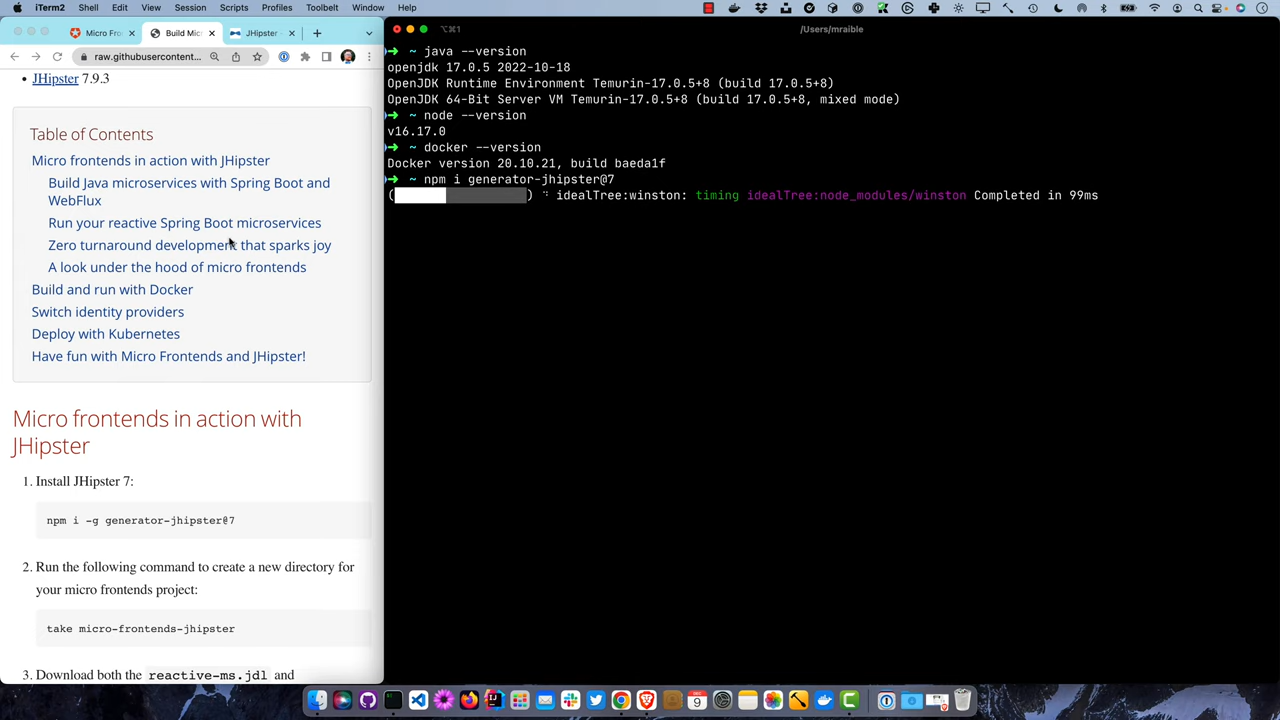 iTerm2 Shell Edit View Session Scripts Profiles Toolbelt Window Help
Micro Fron
Build Micr
JHipster -
raw.githubusercontent...
JHipster 7.9.3
Table of Contents
Micro frontends in action with JHipster
Build Java microservices with Spring Boot and
WebFlux
Run your reactive Spring Boot microservices
Zero turnaround development that sparks joy
A look under the hood of micro frontends
Build and run with Docker
Switch identity providers
Deploy with Kubernetes
Have fun with Micro Frontends and JHipster!
Micro frontends in action with
JHipster
1. Install JHipster 7:
npm i -g generator-jhipster@7
2. Run the following command to create a new directory for
your micro frontends project:
take micro-frontends-jhipster
3. Download both the reactive-ms.jdl and
⌥⌘1
/Users/mraible
~ java --version
openjdk 17.0.5 2022-10-18
OpenJDK Runtime Environment Temurin-17.0.5+8 (build 17.0.5+8)
OpenJDK 64-Bit Server VM Temurin-17.0.5+8 (build 17.0.5+8, mixed mode)
~ node --version
v16.17.0
~ docker --version
Docker version 20.10.21, build baeda1f
~ npm i generator-jhipster@7
( ) idealTree:winston: timing idealTree:node_modules/winston Completed in 99ms
9